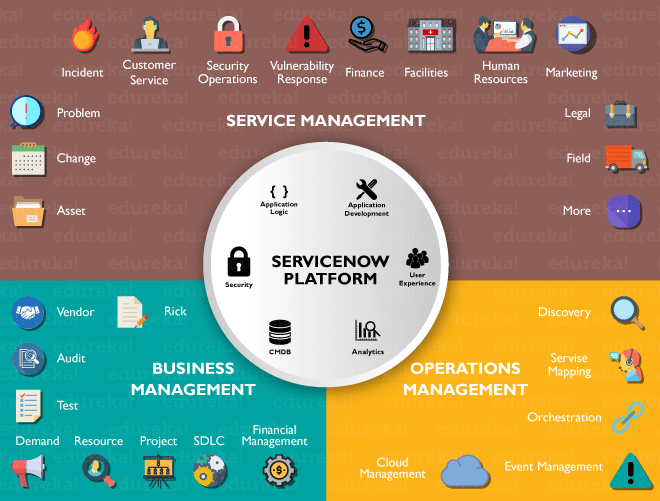 Incident
Customer
Service
Security
Operations
Vulnerability
Response
Finance
Facilities
Human
Resources
Marketing
Problem
Legal
SERVICE MANAGEMENT
Change
Field
Asset
More
{ }
Application
Logic
Application
Development
SERVICENOW
PLATFORM
Security
User
Experience
CMDB
Analytics
Vendor
Rick
Audit
BUSINESS
MANAGEMENT
Test
Demand
Resource
Project
SDLC
Financial
Management
Discovery
Servise
Mapping
OPERATIONS
MANAGEMENT
Orchestration
Cloud
Management
Event Management
edureka!